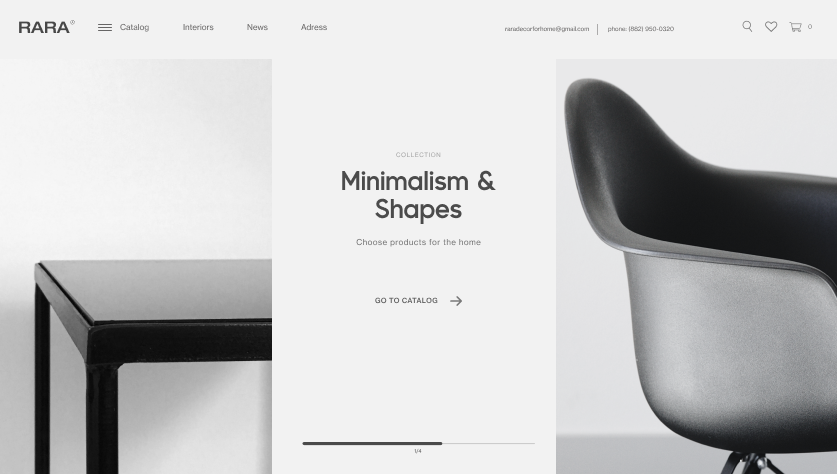 RARA®
Catalog
Interiors
News
Adress
raradecorforhome@gmail.com
phone: (882) 950-0320
0
COLLECTION
Minimalism &
Shapes
Choose products for the home
GO TO CATALOG
1/4